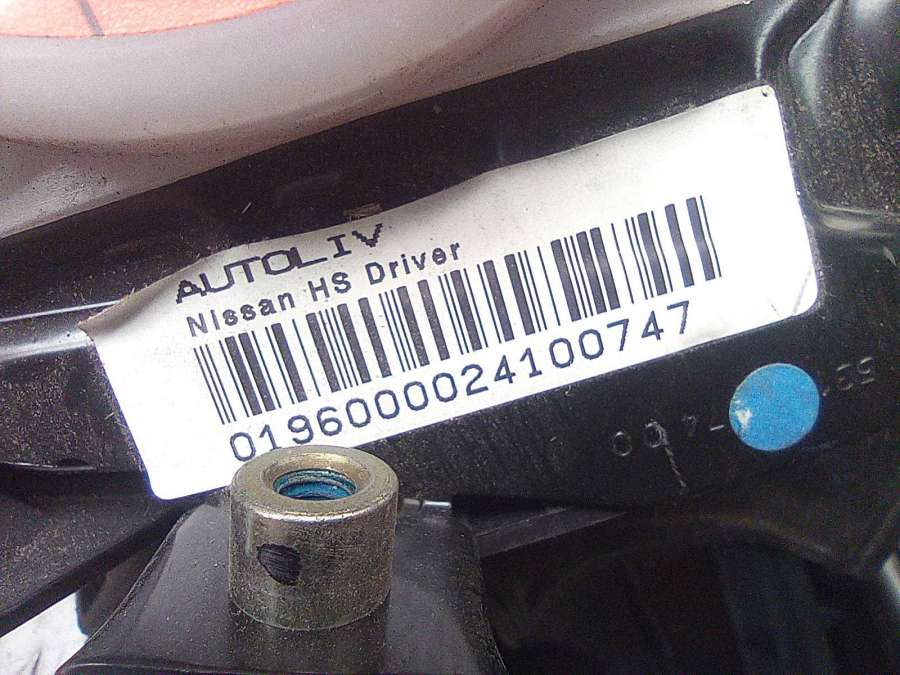 AUTOLIV
Nissan HS Driver
0196000024100747